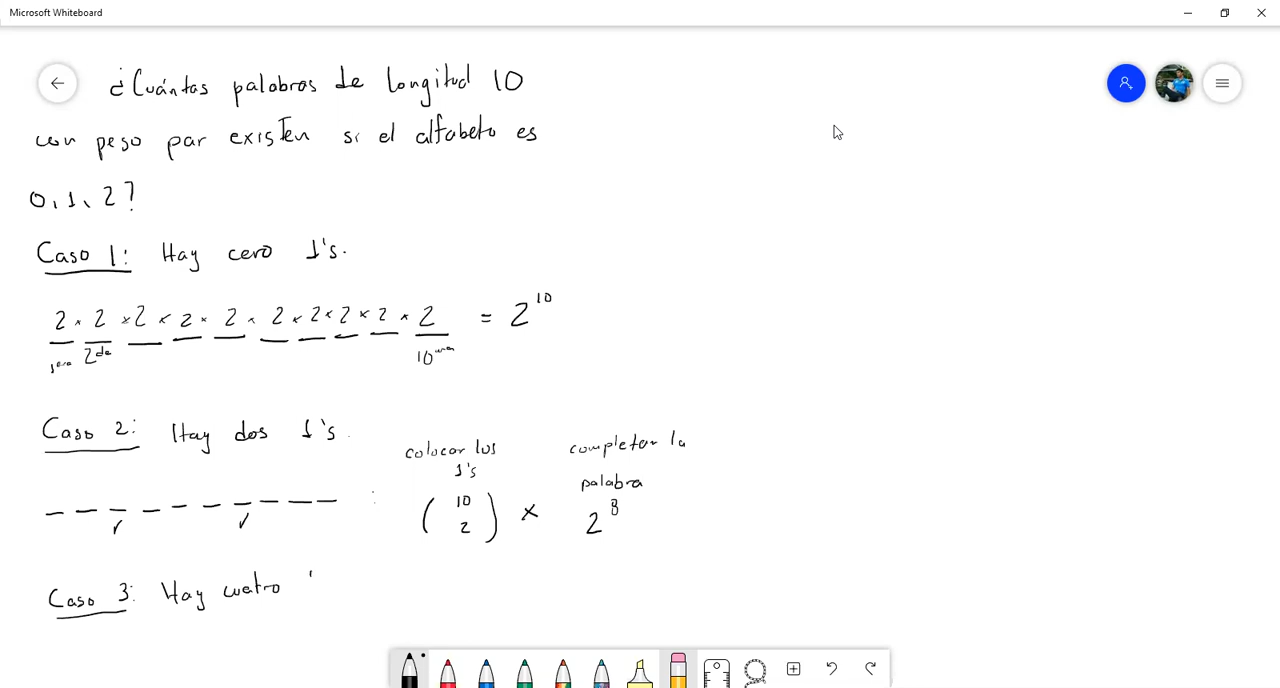 Microsoft Whiteboard
¿Cuántas palabras de longitud 10
con peso par existen si el alfabeto es
0, 1, 2?
Caso 1: Hay cero 1's.
2 × 2 × 2 × 2 × 2 × 2 × 2 × 2 × 2 × 2 = 2^10
1era 2da 10ma
Caso 2: Hay dos 1's.
colocar los 1's
completar la palabra
(10 2) × 2^8
Caso 3: Hay cuatro '